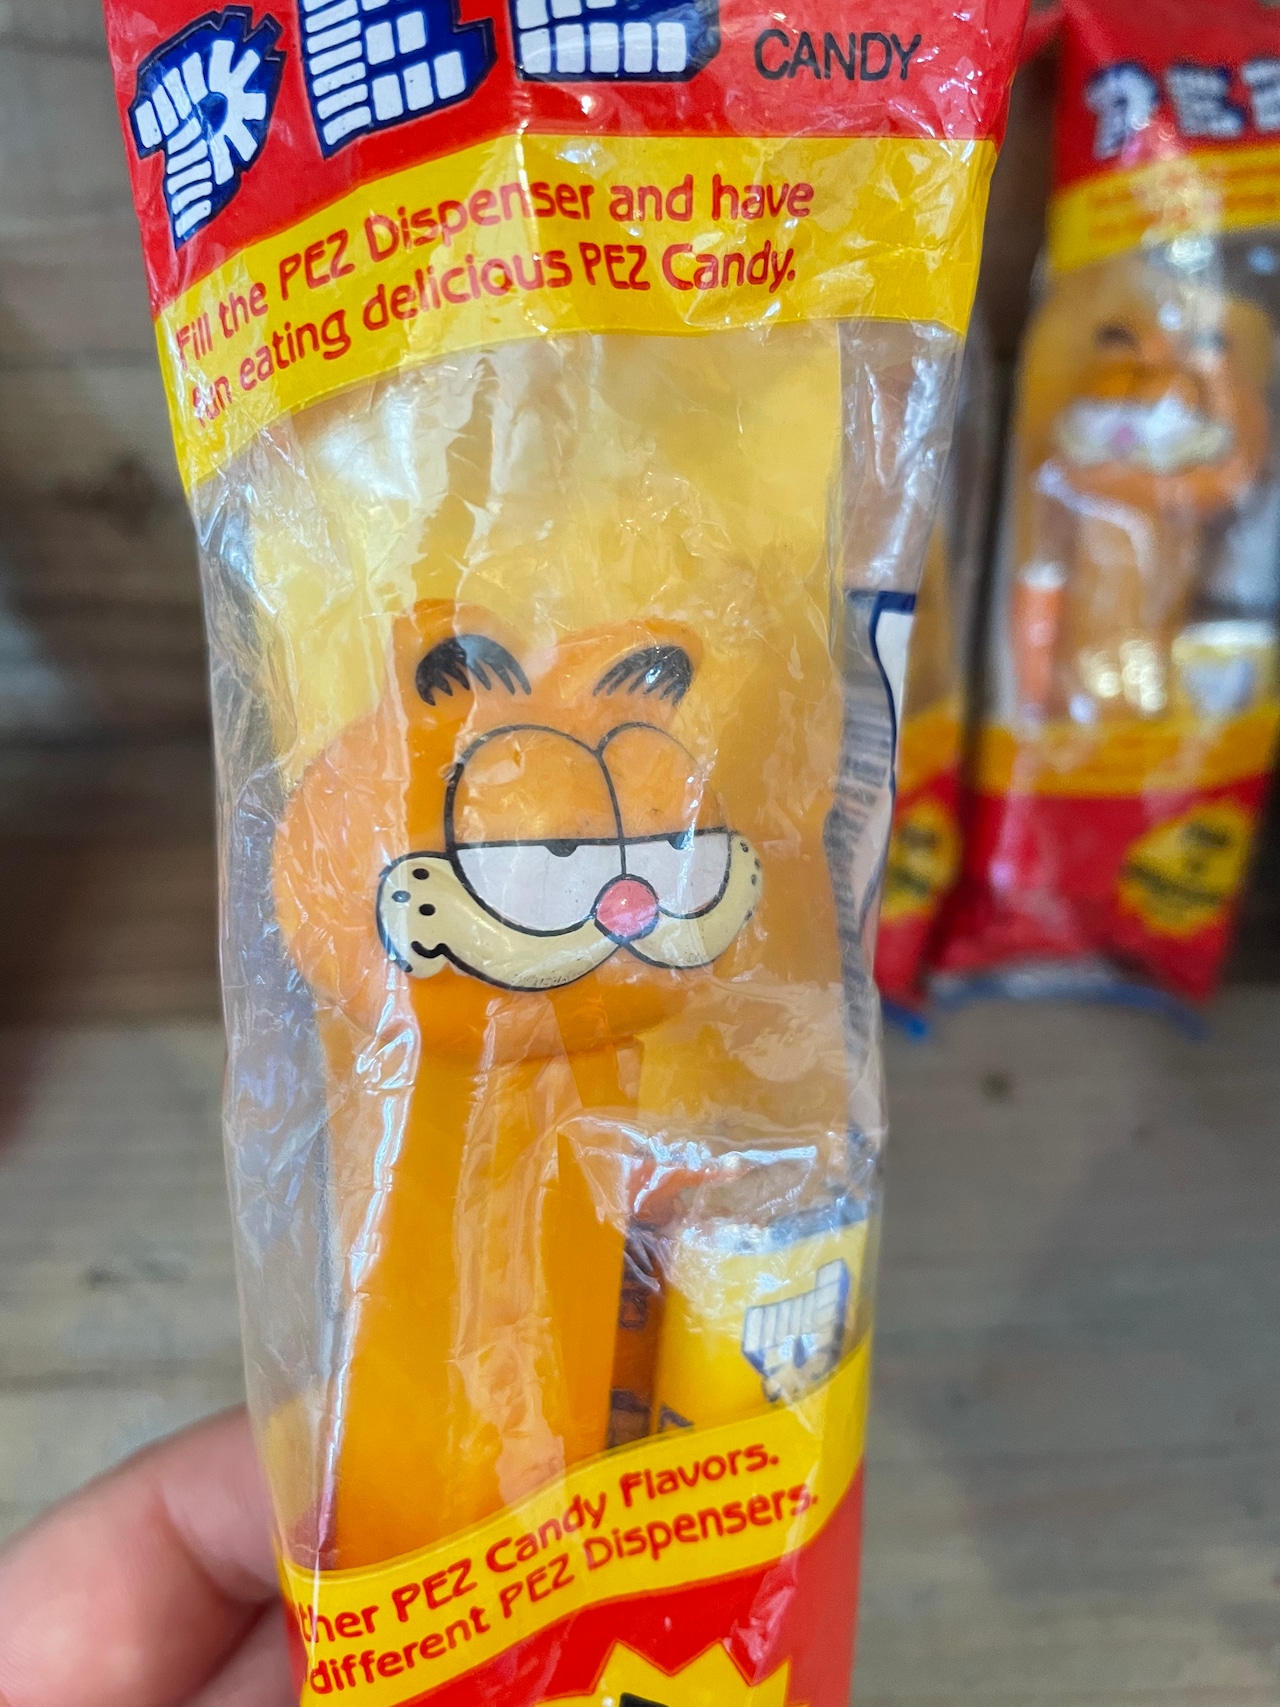 PEZ
CANDY
Fill the PEZ Dispenser and have
fun eating delicious PEZ Candy.
ther PEZ Candy Flavors.
different PEZ Dispensers.